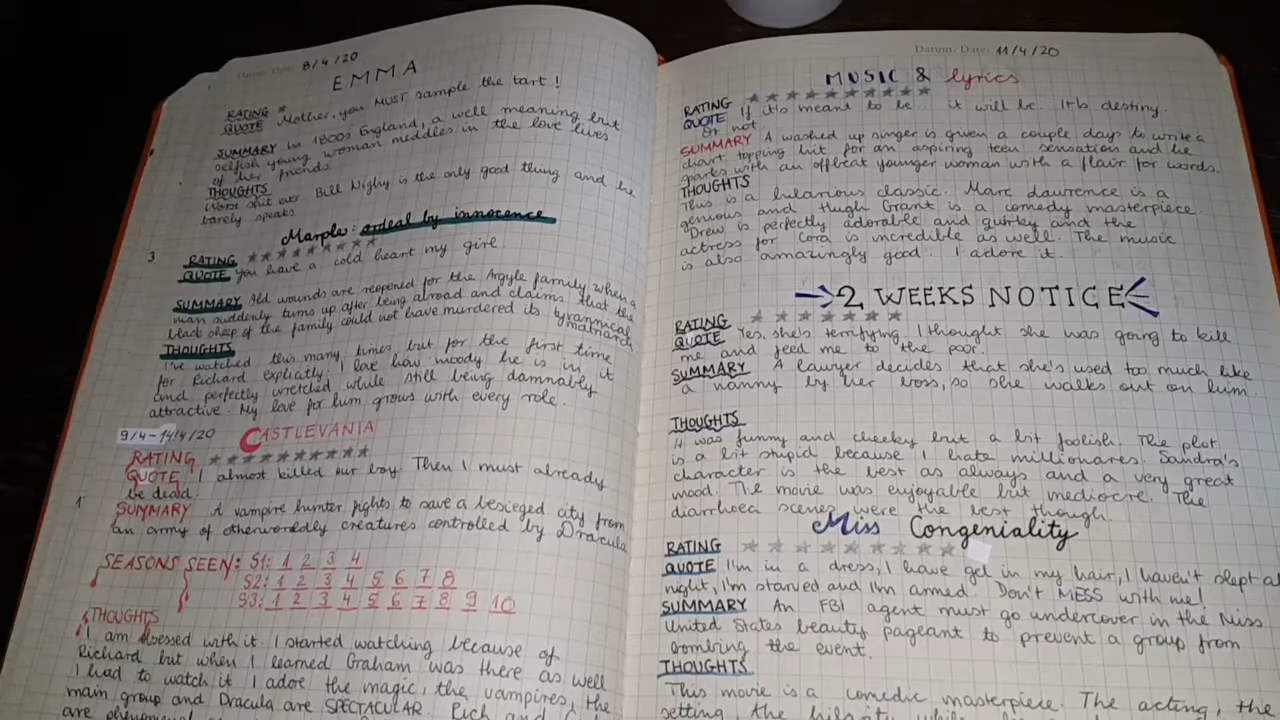 Datum/Date: 8/4/20
EMMA
RATING ★
QUOTE Mother, you MUST sample the tart!
SUMMARY In 1800s England, a well meaning but
selfish young woman middles in the love lives
of her friends.
THOUGHTS
Worst shit ever Bill Nighy is the only good thing and he
barely speaks
Marple: ordeal by innocence
3
RATING ★★★★★★★★★
QUOTE You have a cold heart my girl
SUMMARY Old wounds are reopened for the Argyle family when a
man suddenly turns up after being abroad and claims that the
black sheep of the family could not have murdered its tyrannical
matriarch
THOUGHTS
I've watched this many times but for the first time
for Richard explicitly. I love how moody he is in it
and perfectly wretched while still being damnably
attractive. My love for him grows with every role.
9/4-14/4/20 CASTLEVANIA
RATING ★★★★★★★★★★
QUOTE I almost killed our boy. Then I must already
be dead.
1
SUMMARY A vampire hunter fights to save a besieged city from
an army of otherworldly creatures controlled by Dracula
SEASONS SEEN: S1: 1 2 3 4
S2: 1 2 3 4 5 6 7 8
S3: 1 2 3 4 5 6 7 8 9 10
THOUGHTS
I am obsessed with it. I started watching because of
Richard but when I learned Graham was there as well
I had to watch it. I adore the magic, the vampires, the
main group and Dracula are SPECTACULAR. Rich and
are phenomenal
Datum/Date: 11/4/20
MUSIC & lyrics
RATING ★★★★★★★★★★
QUOTE If it's meant to be.. it will be. It's destiny.
Or not
SUMMARY A washed up singer is given a couple days to write a
chart topping hit for an aspiring teen sensation and he
sparks with an offbeat younger woman with a flair for words.
THOUGHTS
This is a hilarious classic. Marc Lawrence is a
genious and Hugh Grant is a comedy masterpiece
Drew is perfectly adorable and quirky and the
actress for Cora is incredible as well. The music
is also amazingly good. I adore it.
2 WEEKS NOTICE
RATING ★★★★★★★
QUOTE Yes, she's terrifying. I thought she was going to kill
me and feed me to the poor.
SUMMARY A lawyer decides that she's used too much like
a nanny by her boss, so she walks out on him.
THOUGHTS
It was funny and cheeky but a bit foolish. The plot
is a bit stupid because I hate millionares. Sandra's
character is the best as always and a very great
mood. The movie was enjoyable but mediocre. The
diarrhoea scenes were the best though.
Miss Congeniality
RATING ★★★★★★★★★★
QUOTE I'm in a dress, I have gel in my hair, I haven't slept all
night, I'm starved and I'm armed. Don't MESS with me!
SUMMARY An FBI agent must go undercover in the Miss
United States beauty pageant to prevent a group from
bombing the event.
THOUGHTS
This movie is a comedic masterpiece. The acting, the
setting, the hilarity while